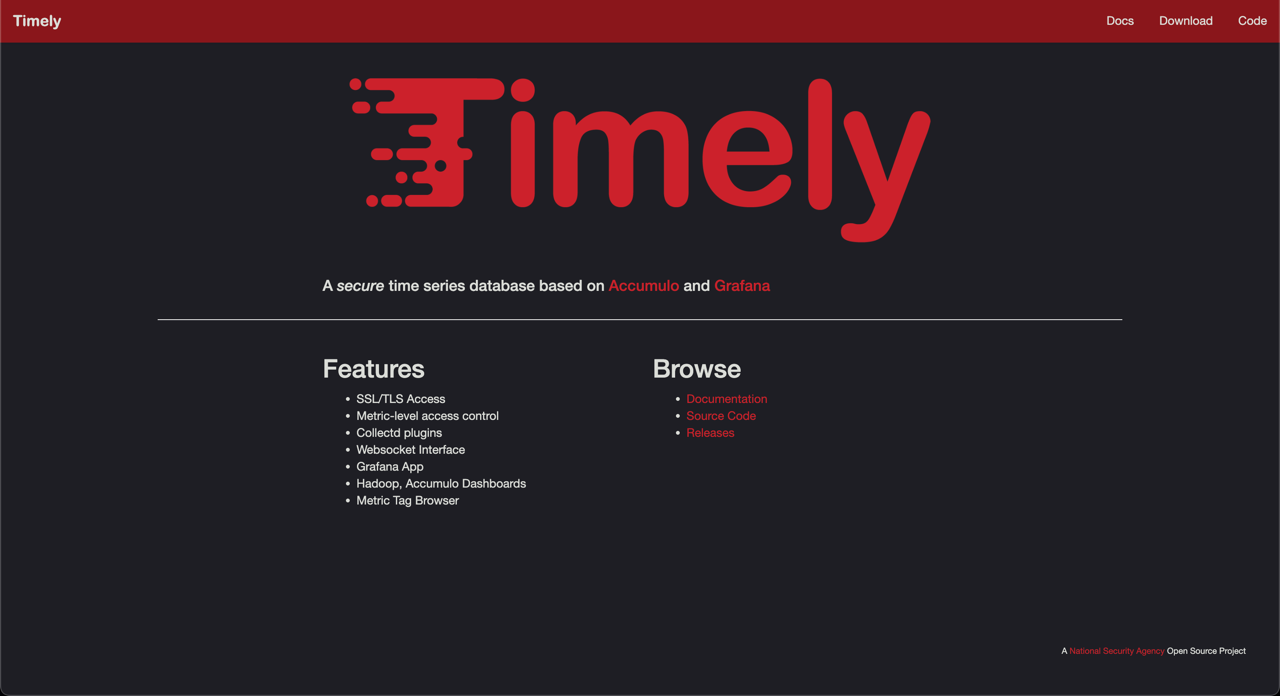 Timely
Docs Download Code
Timely
A secure time series database based on Accumulo and Grafana
Features
SSL/TLS Access
Metric-level access control
Collectd plugins
Websocket Interface
Grafana App
Hadoop, Accumulo Dashboards
Metric Tag Browser
Browse
Documentation
Source Code
Releases
A National Security Agency Open Source Project